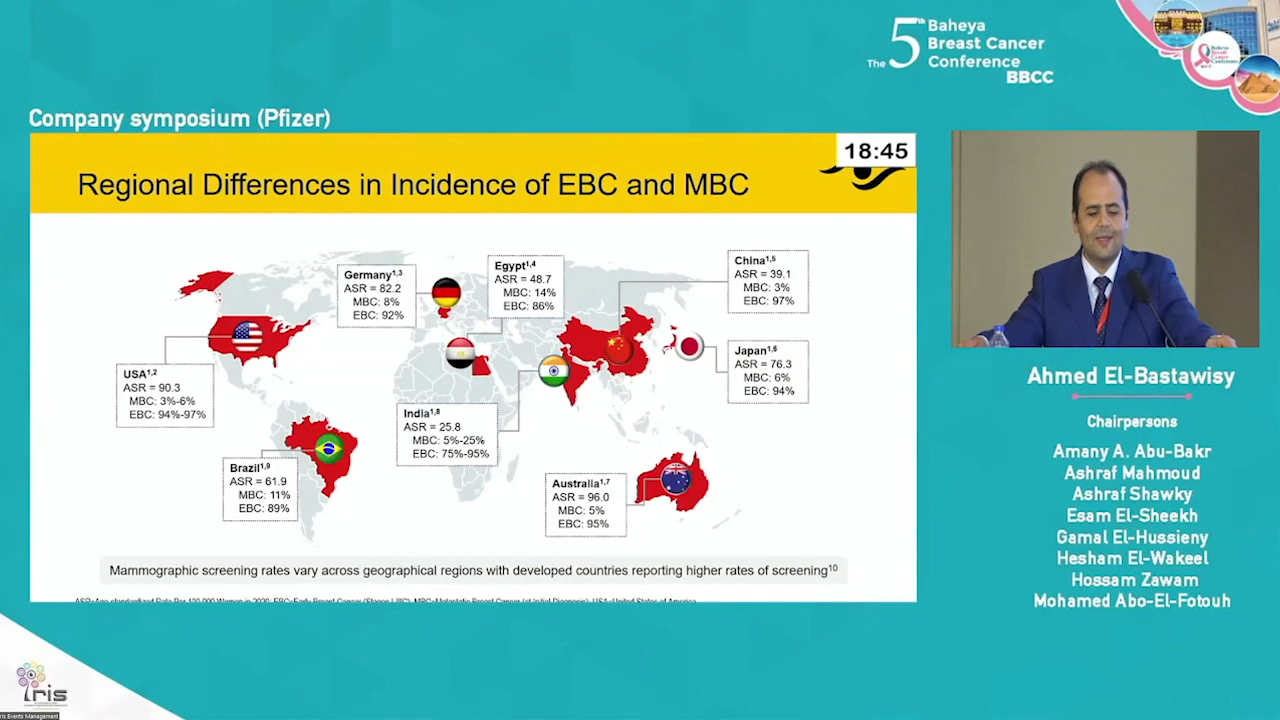 The 5th Baheya
Breast Cancer
Conference
BBCC
Company symposium (Pfizer)
18:45
Regional Differences in Incidence of EBC and MBC
Germany1,3
ASR = 82.2
MBC: 8%
EBC: 92%
Egypt1,4
ASR = 48.7
MBC: 14%
EBC: 86%
China1,5
ASR = 39.1
MBC: 3%
EBC: 97%
USA1,2
ASR = 90.3
MBC: 3%-6%
EBC: 94%-97%
Japan1,6
ASR = 76.3
MBC: 6%
EBC: 94%
India1,8
ASR = 25.8
MBC: 5%-25%
EBC: 75%-95%
Brazil1,9
ASR = 61.9
MBC: 11%
EBC: 89%
Australia1,7
ASR = 96.0
MBC: 5%
EBC: 95%
Mammographic screening rates vary across geographical regions with developed countries reporting higher rates of screening10
Ahmed El-Bastawisy
Chairpersons
Amany A. Abu-Bakr
Ashraf Mahmoud
Ashraf Shawky
Esam El-Sheekh
Gamal El-Hussieny
Hesham El-Wakeel
Hossam Zawam
Mohamed Abo-El-Fotouh
iris
Iris Events Management